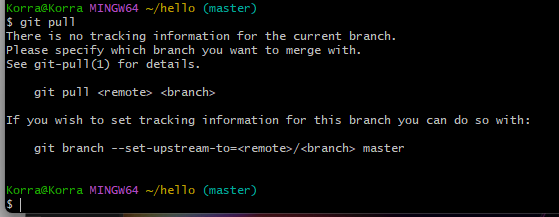 Korra@Korra MINGW64 ~/hello (master)
$ git pull
There is no tracking information for the current branch.
Please specify which branch you want to merge with.
See git-pull(1) for details.
git pull <remote> <branch>
If you wish to set tracking information for this branch you can do so with:
git branch --set-upstream-to=<remote>/<branch> master
Korra@Korra MINGW64 ~/hello (master)
$